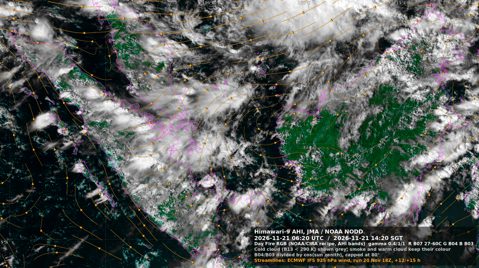 Himawari-9 AHI, JMA / NOAA NODD
2026-11-21 06:20 UTC / 2026-11-21 14:20 SGT
Day Fire RGB (NOAA/CIRA recipe, AHI bands) gamma 0.4/1/1 R B07 27-60C G B04 B B03
Cold cloud (B13 < 290 K) shown grey; smoke and warm cloud keep their colour
B04/B03 divided by cos(sun zenith), capped at 80°
Streamlines: ECMWF IFS 925 hPa wind, run 20 Nov 18Z, +12/+15 h